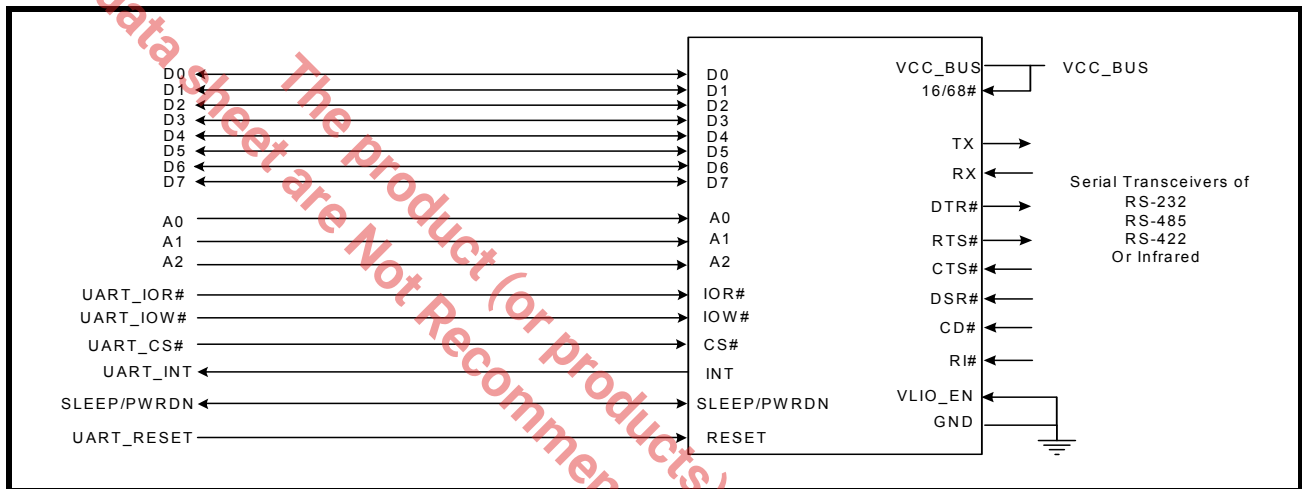 D0
D1
D2
D3
D4
D5
D6
D7
A0
A1
A2
UART_IOR#
UART_IOW#
UART_CS#
UART_INT
SLEEP/PWRDN
UART_RESET
D0
D1
D2
D3
D4
D5
D6
D7
A0
A1
A2
IOR#
IOW#
CS#
INT
SLEEP/PWRDN
RESET
VCC_BUS
16/68#
TX
RX
DTR#
RTS#
CTS#
DSR#
CD#
RI#
VLIO_EN
GND
VCC_BUS
Serial Transceivers of
RS-232
RS-485
RS-422
Or Infrared
The product (or products)
data sheet are Not